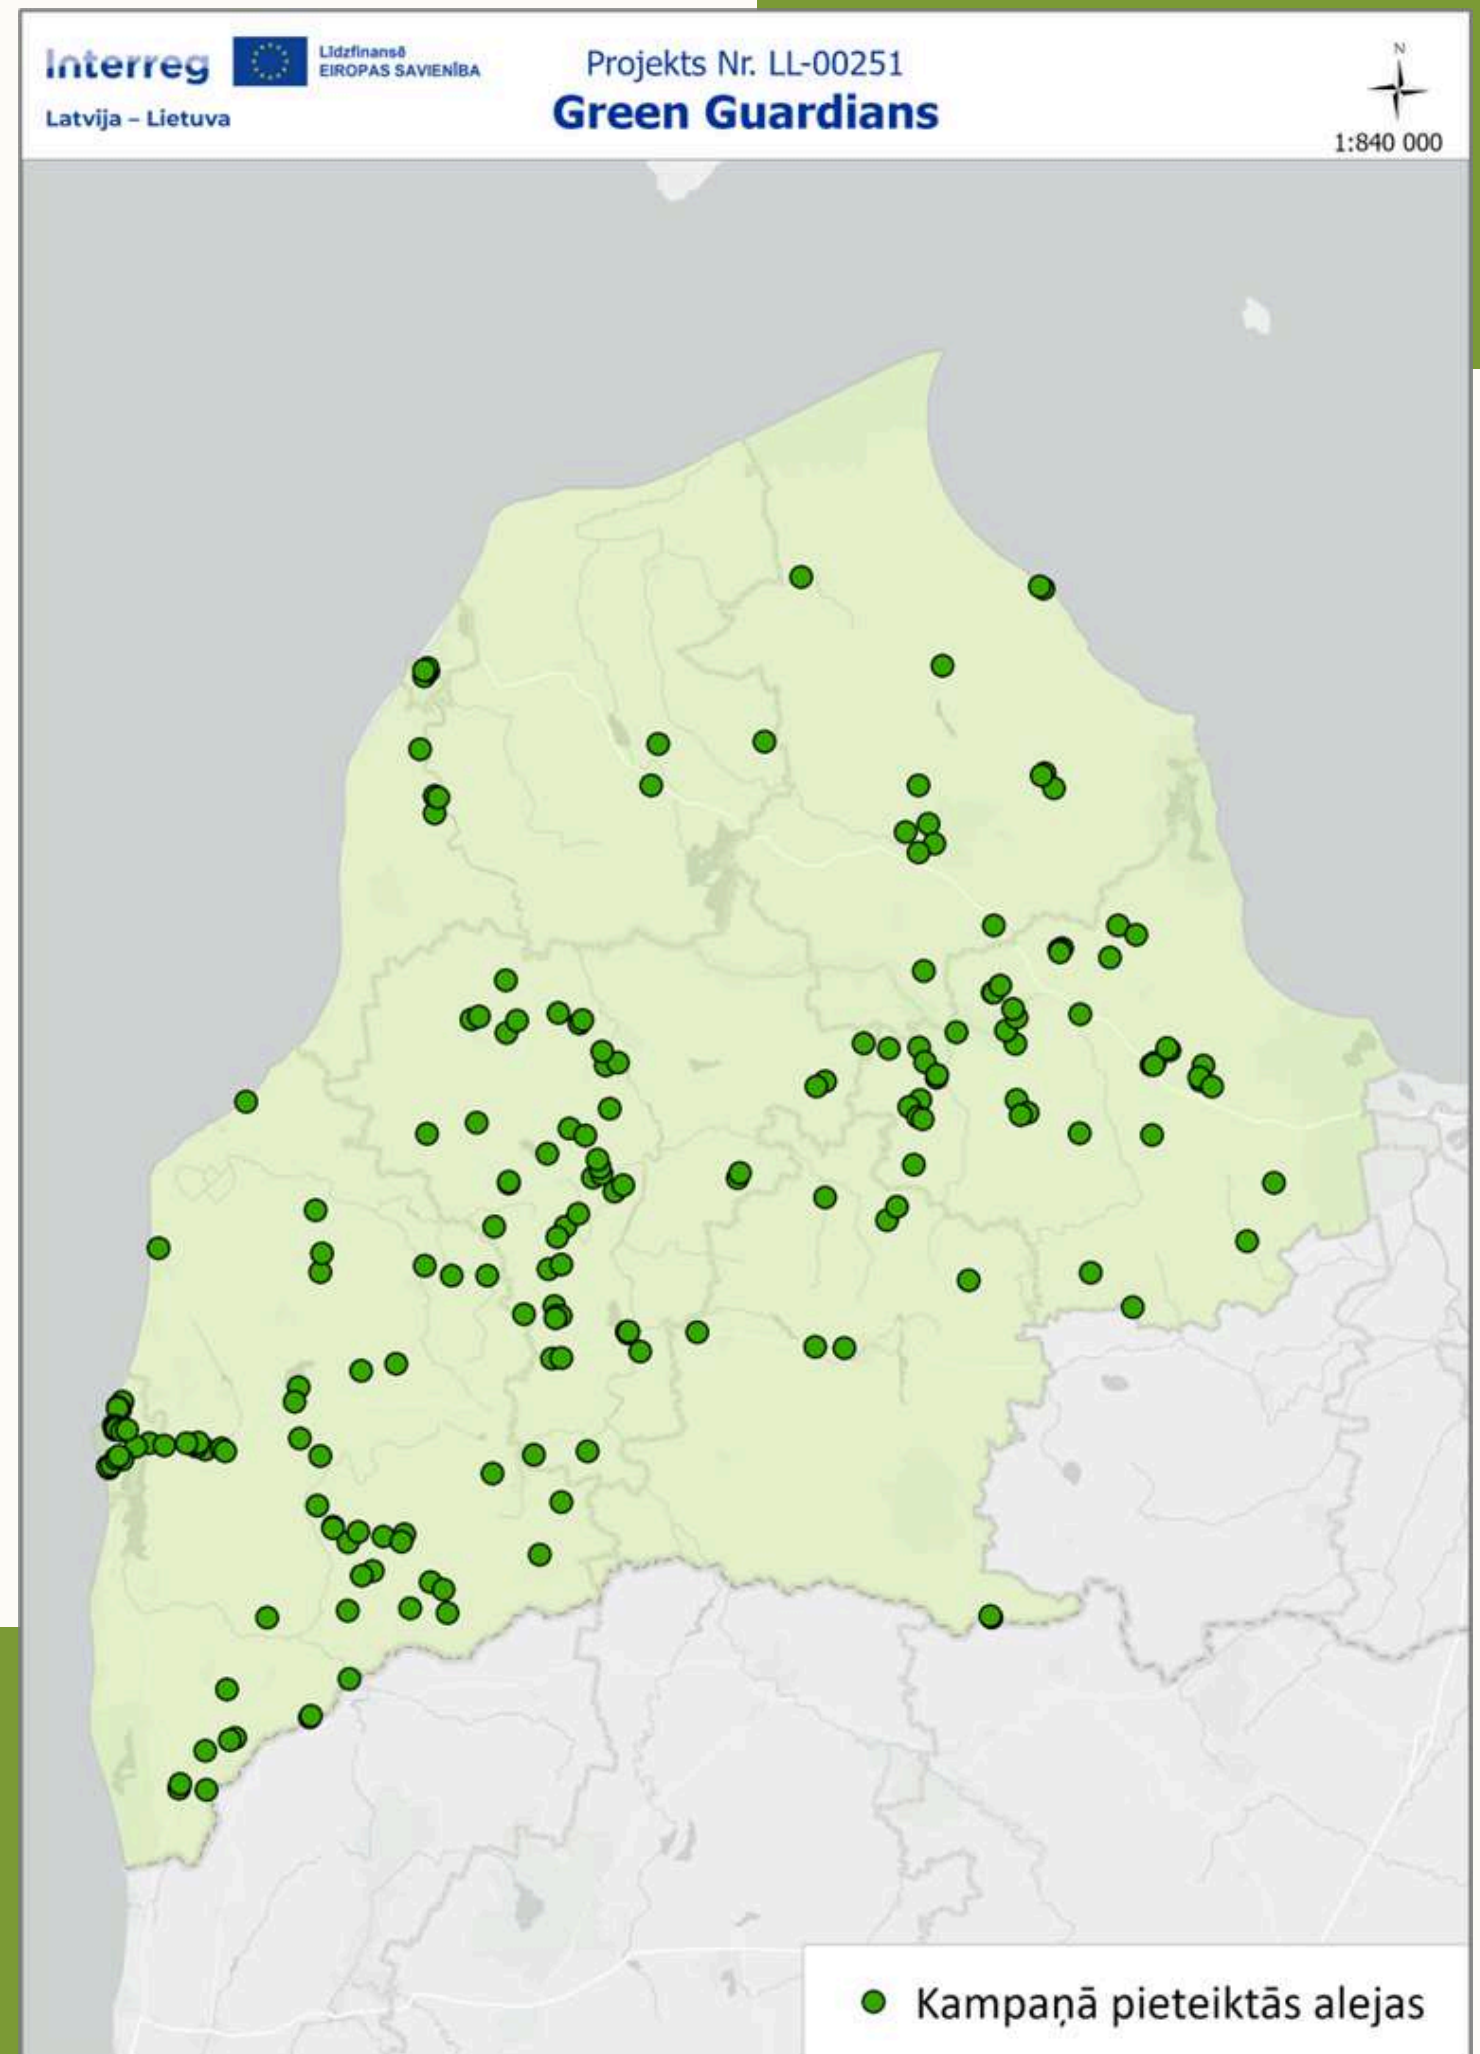 Interreg
Līdzfinansē
EIROPAS SAVIENĪBA
Latvija – Lietuva
Projekts Nr. LL-00251
Green Guardians
N
1:840 000
Kampaņā pieteiktās alejas